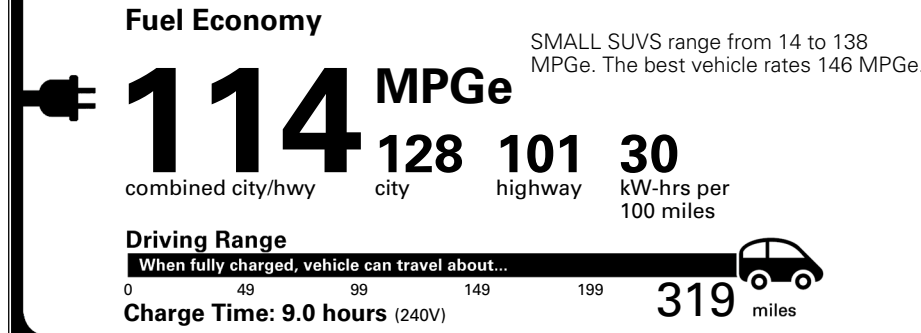 Fuel Economy
SMALL SUVS range from 14 to 138
MPGe. The best vehicle rates 146 MPGe.
114 MPGe
combined city/hwy
128
city
101
highway
30
kW-hrs per
100 miles
Driving Range
When fully charged, vehicle can travel about...
0 49 99 149 199 319 miles
Charge Time: 9.0 hours (240V)